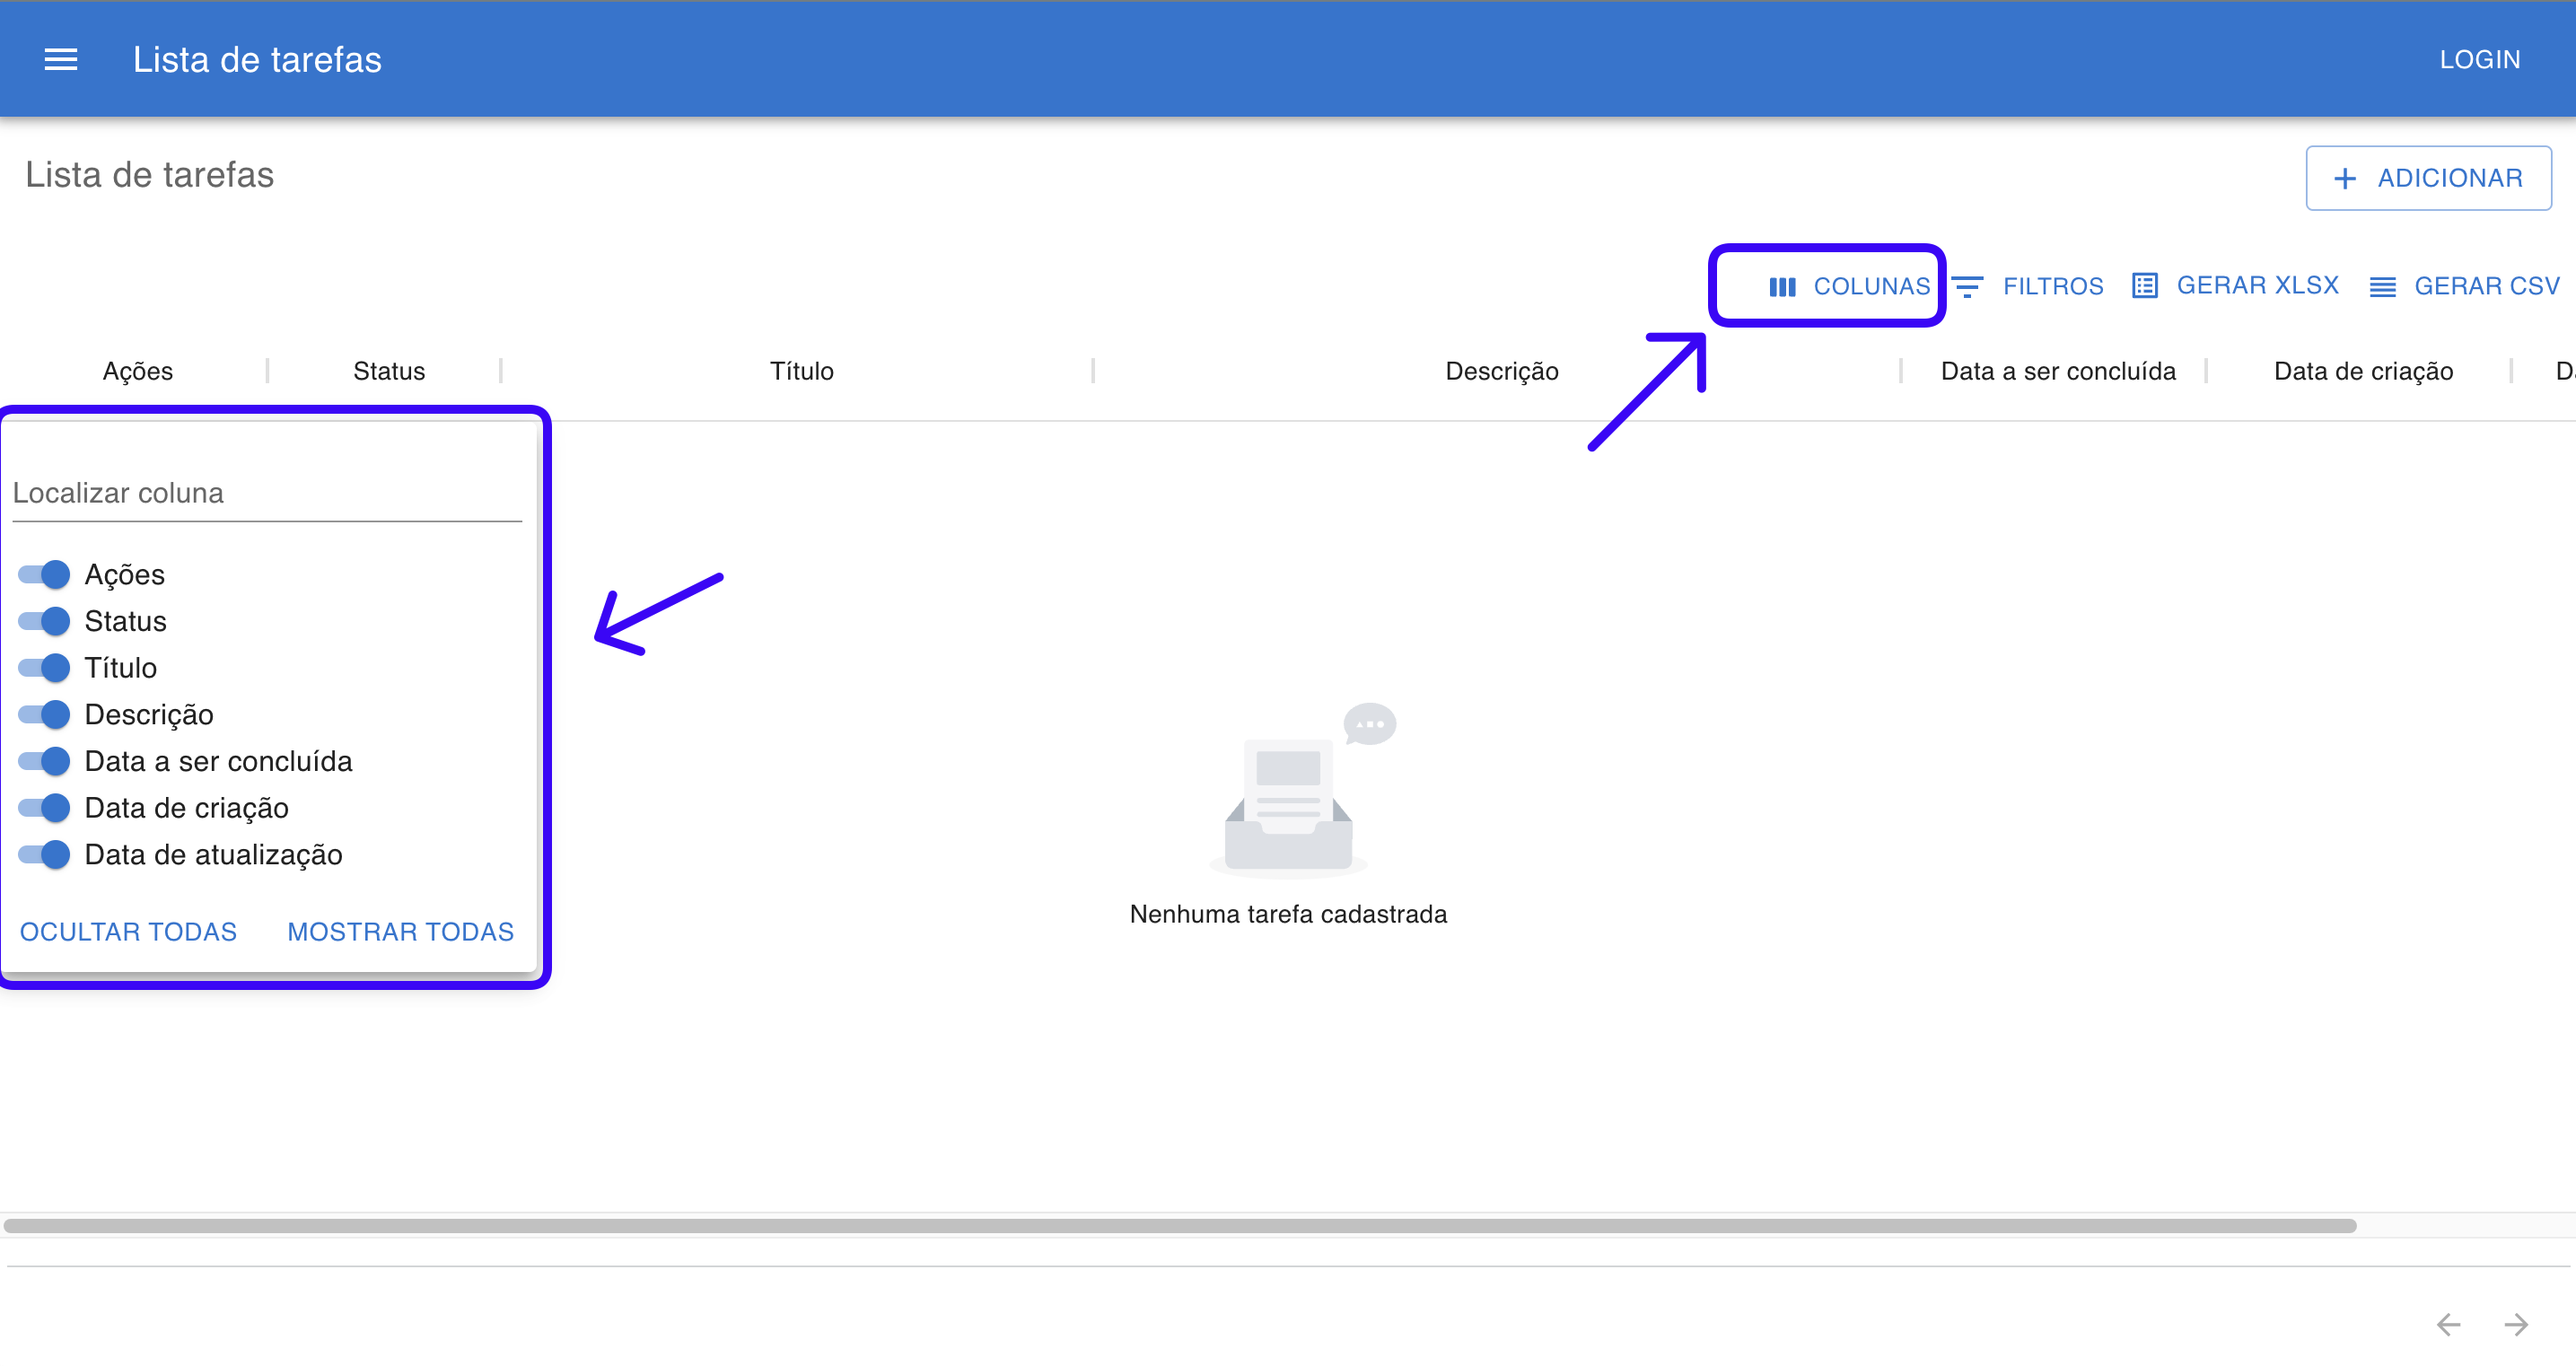 Lista de tarefas LOGIN
Lista de tarefas
ADICIONAR
COLUNAS FILTROS GERAR XLSX GERAR CSV
Ações Status Título Descrição Data a ser concluída Data de criação
Localizar coluna
Ações
Status
Título
Descrição
Data a ser concluída
Data de criação
Data de atualização
OCULTAR TODAS MOSTRAR TODAS
Nenhuma tarefa cadastrada